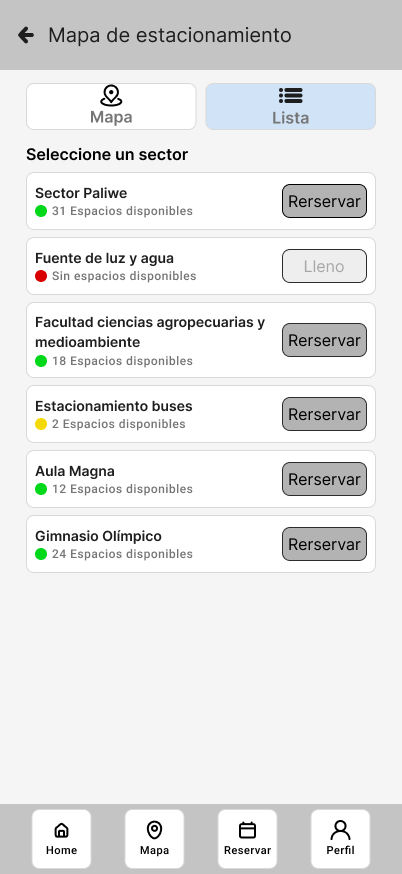 Mapa de estacionamiento
Mapa
Lista
Seleccione un sector
Sector Paliwe
31 Espacios disponibles
Rerservar
Fuente de luz y agua
Sin espacios disponibles
Lleno
Facultad ciencias agropecuarias y
medioambiente
18 Espacios disponibles
Rerservar
Estacionamiento buses
2 Espacios disponibles
Rerservar
Aula Magna
12 Espacios disponibles
Rerservar
Gimnasio Olímpico
24 Espacios disponibles
Rerservar
Home
Mapa
Reservar
Perfil